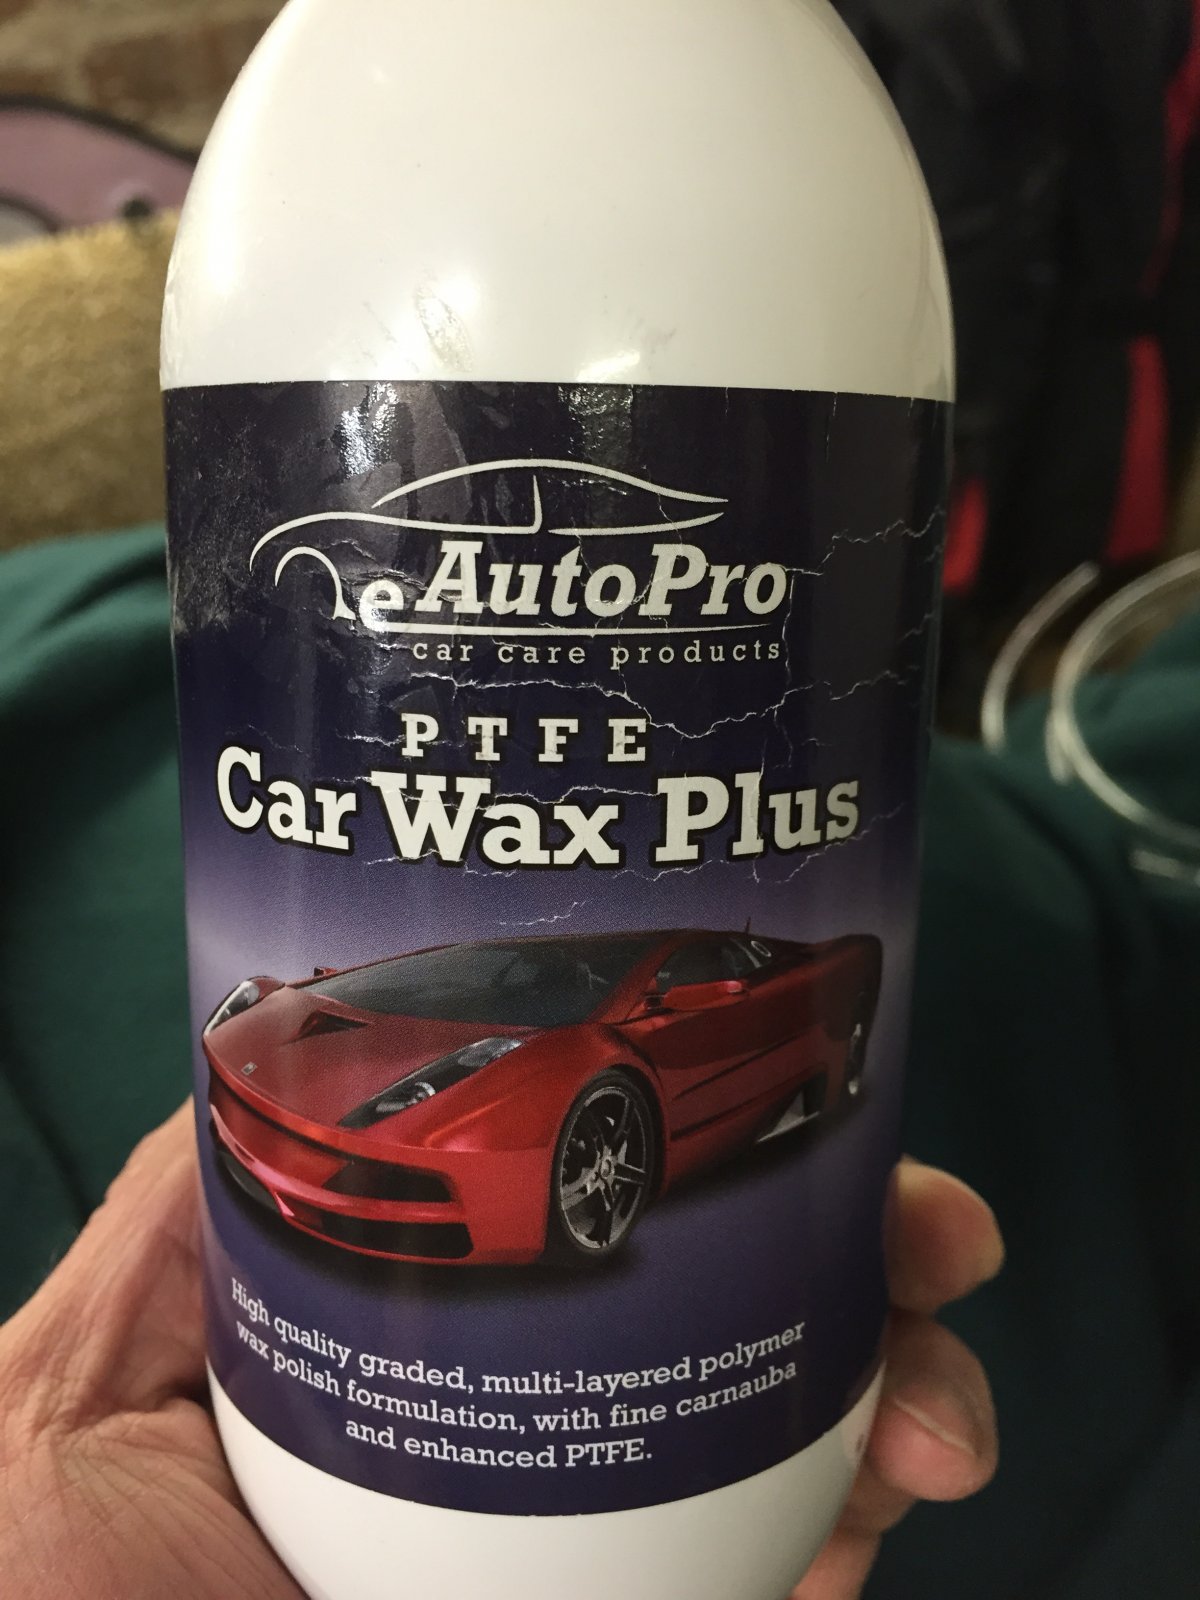 eAutoPro
car care products
PTFE
Car Wax Plus
High quality graded, multi-layered polymer
wax polish formulation, with fine carnauba
and enhanced PTFE.